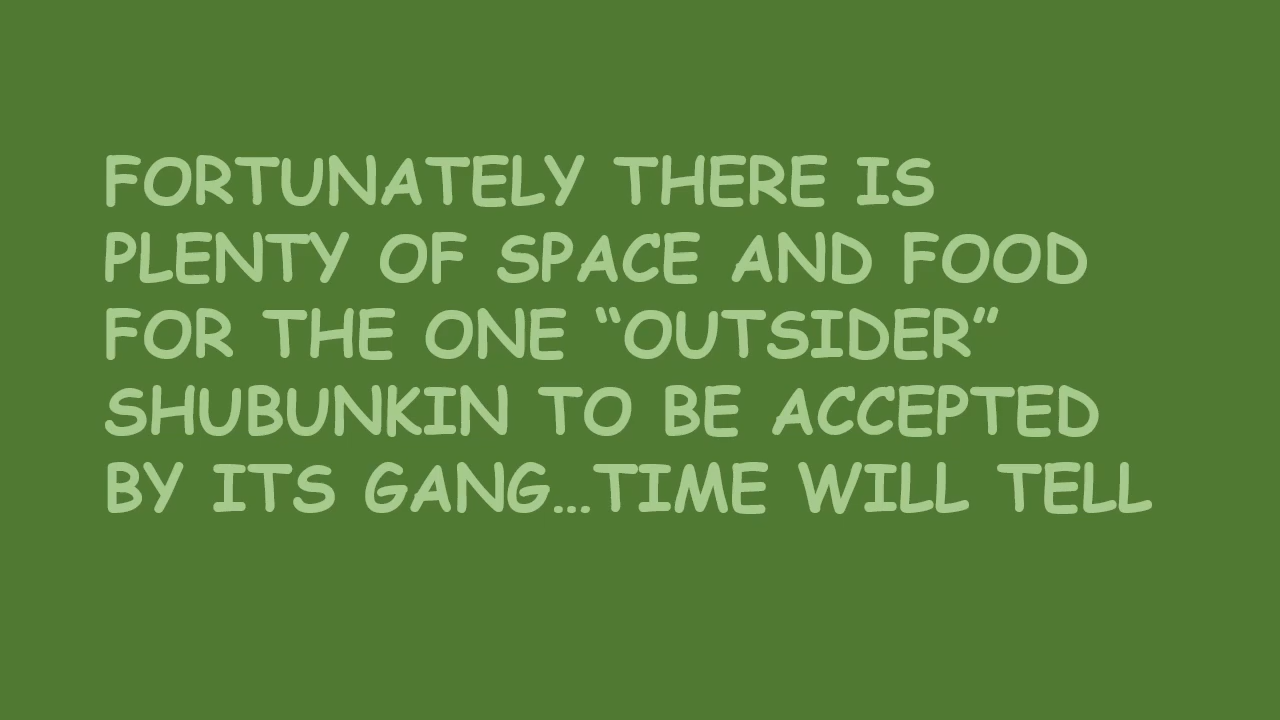 FORTUNATELY THERE IS
PLENTY OF SPACE AND FOOD
FOR THE ONE “OUTSIDER”
SHUBUNKIN TO BE ACCEPTED
BY ITS GANG...TIME WILL TELL